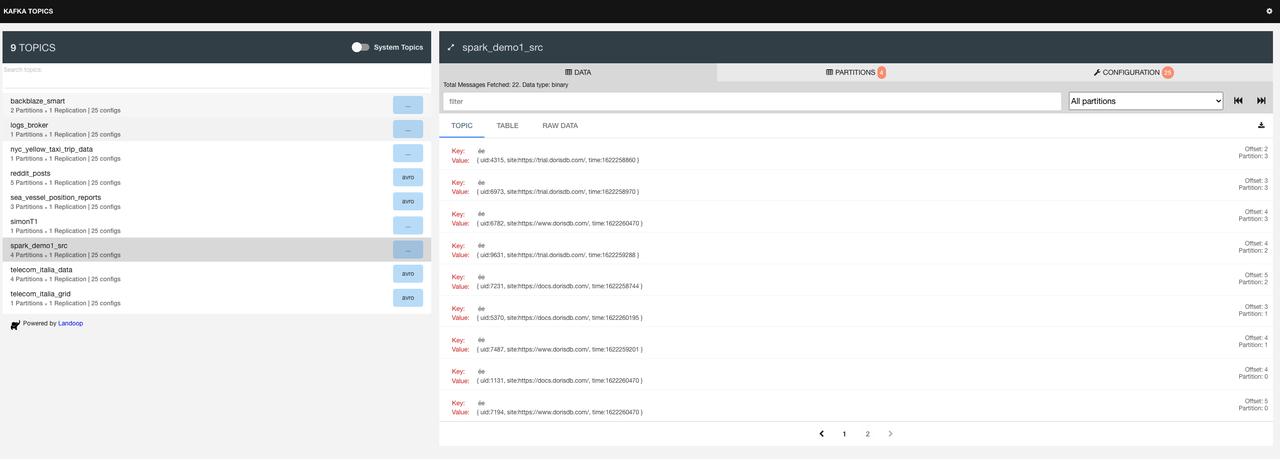 KAFKA TOPICS
9 TOPICS
System Topics
Search topics
backblaze_smart
2 Partitions • 1 Replication | 25 configs
...
logs_broker
1 Partitions • 1 Replication | 25 configs
...
nyc_yellow_taxi_trip_data
1 Partitions • 1 Replication | 25 configs
...
reddit_posts
5 Partitions • 1 Replication | 25 configs
avro
sea_vessel_position_reports
3 Partitions • 1 Replication | 25 configs
avro
simonT1
1 Partitions • 1 Replication | 25 configs
...
spark_demo1_src
4 Partitions • 1 Replication | 25 configs
...
telecom_italia_data
4 Partitions • 1 Replication | 25 configs
avro
telecom_italia_grid
1 Partitions • 1 Replication | 25 configs
avro
Powered by Landoop
spark_demo1_src
DATA
PARTITIONS 4
CONFIGURATION 25
Total Messages Fetched: 22. Data type: binary
filter
All partitions
TOPIC
TABLE
RAW DATA
Key:
Value: { uid:4315, site:https://trial.dorisdb.com/, time:1622258860 }
Offset: 2
Partition: 3
Key:
Value: { uid:6973, site:https://trial.dorisdb.com/, time:1622258970 }
Offset: 3
Partition: 3
Key:
Value: { uid:6782, site:https://www.dorisdb.com/, time:1622260470 }
Offset: 4
Partition: 3
Key:
Value: { uid:9631, site:https://trial.dorisdb.com/, time:1622259288 }
Offset: 4
Partition: 2
Key:
Value: { uid:7231, site:https://docs.dorisdb.com/, time:1622258744 }
Offset: 5
Partition: 2
Key:
Value: { uid:5370, site:https://docs.dorisdb.com/, time:1622260195 }
Offset: 3
Partition: 1
Key:
Value: { uid:7487, site:https://www.dorisdb.com/, time:1622259201 }
Offset: 4
Partition: 1
Key:
Value: { uid:1131, site:https://docs.dorisdb.com/, time:1622260470 }
Offset: 4
Partition: 0
Key:
Value: { uid:7194, site:https://www.dorisdb.com/, time:1622260470 }
Offset: 5
Partition: 0
1
2